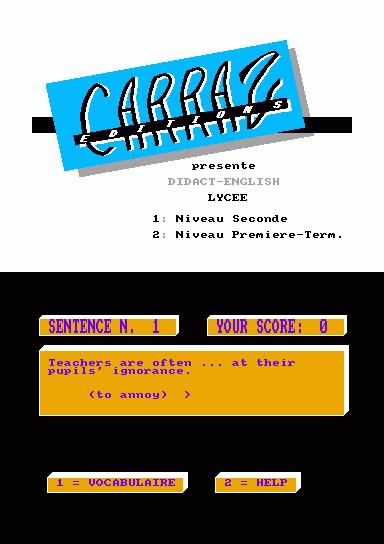 CARRAZ
EDITIONS
presente
DIDACT-ENGLISH
LYCEE
1: Niveau Seconde
2: Niveau Premiere-Term.
SENTENCE N. 1
YOUR SCORE: 0
Teachers are often ... at their
pupils' ignorance.
(to annoy) >
1 = VOCABULAIRE
2 = HELP